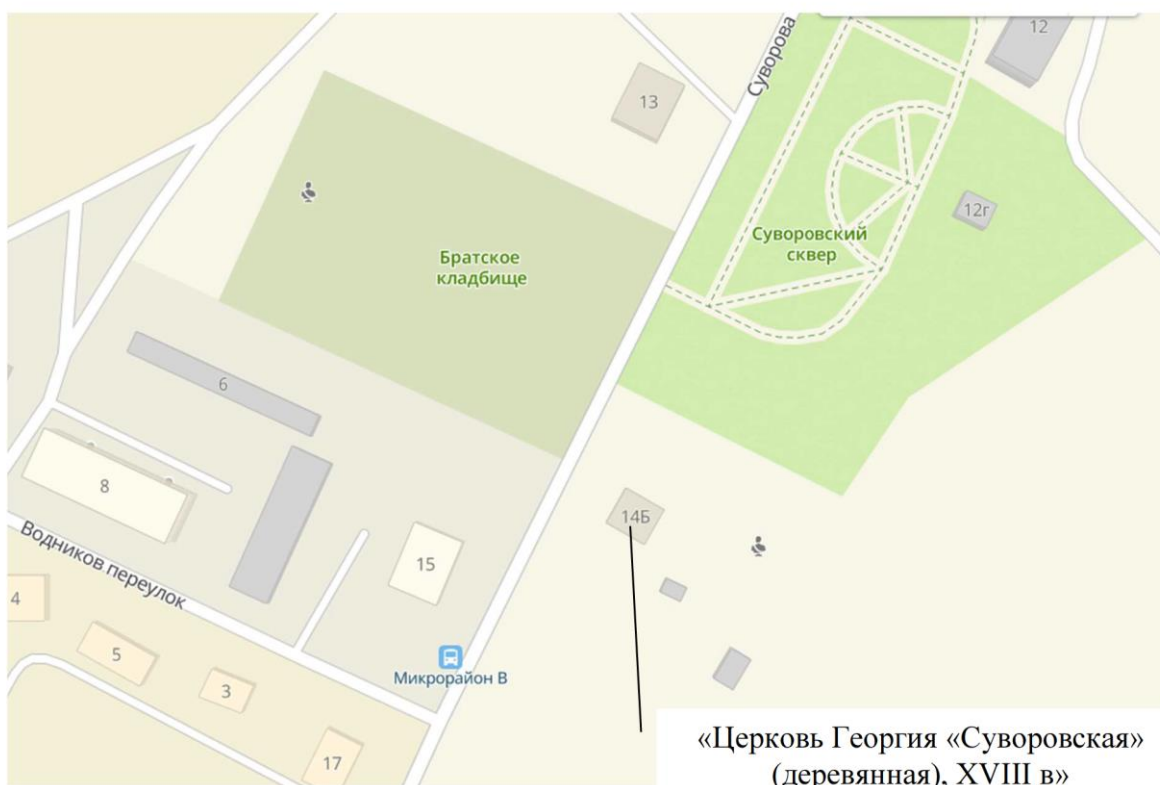 Суворова
12
13
12г
Суворовский
сквер
Братское
кладбище
6
8
14Б
15
Водников переулок
4
5
3
Микрорайон В
17
«Церковь Георгия «Суворовская»
(деревянная), XVIII в»